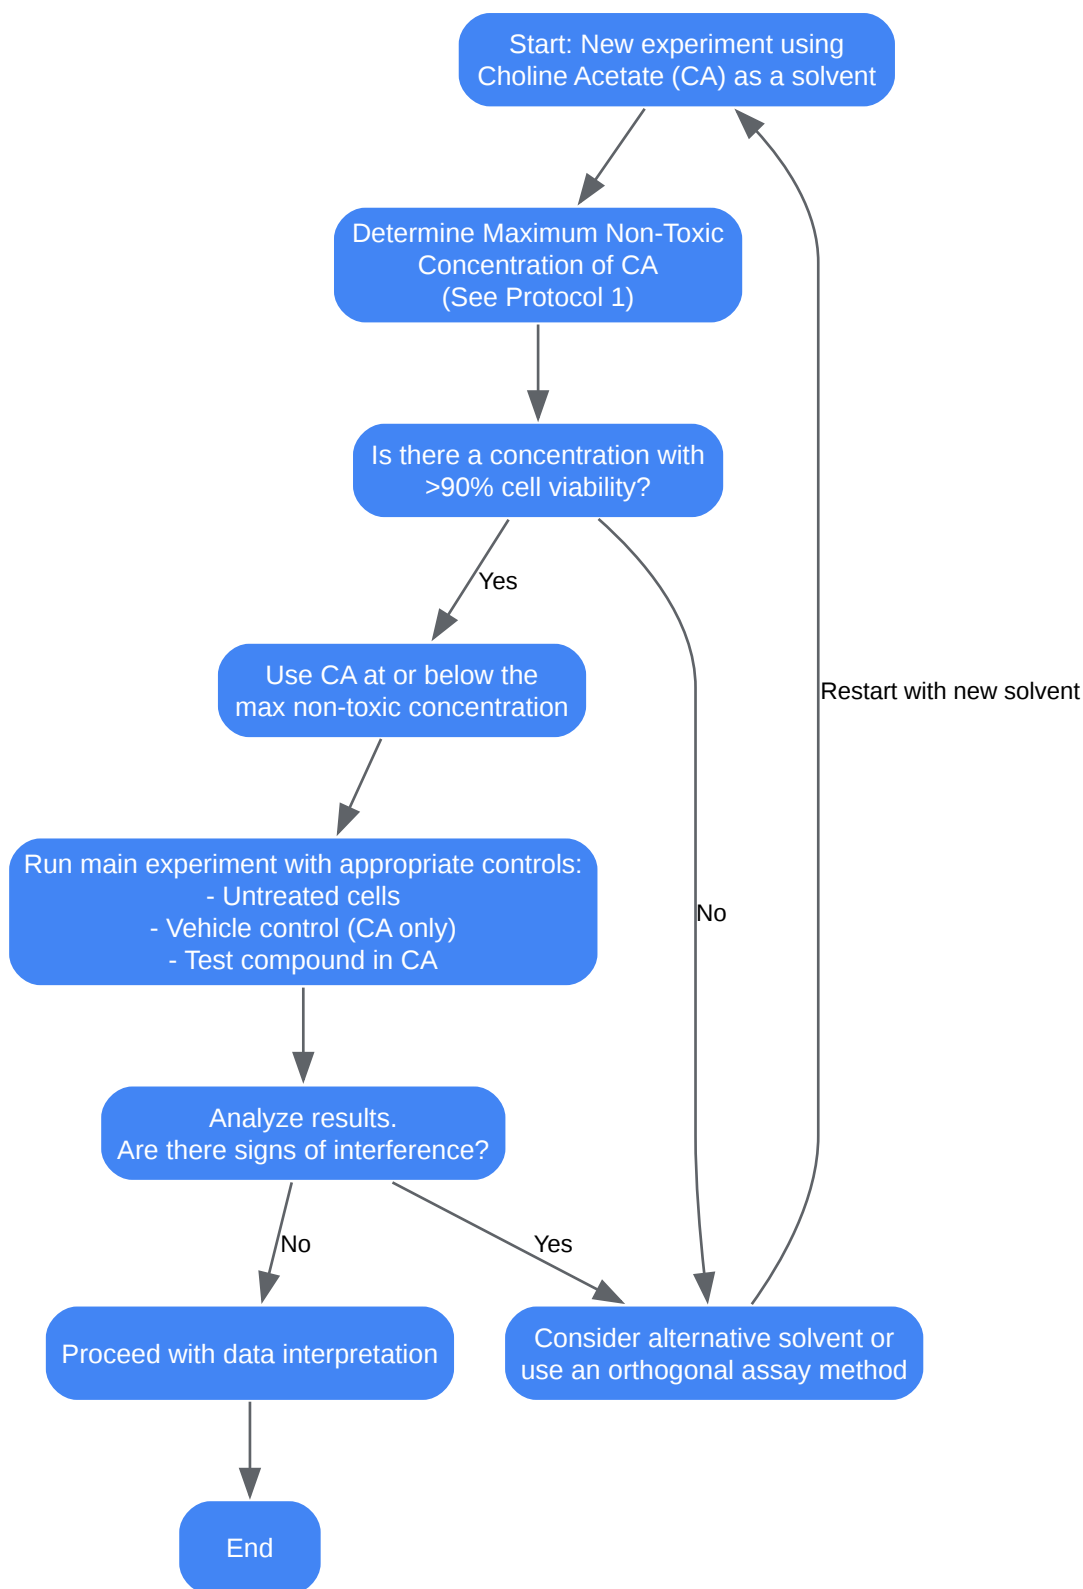 Start: New experiment using
Choline Acetate (CA) as a solvent
Determine Maximum Non-Toxic
Concentration of CA
(See Protocol 1)
Is there a concentration with
>90% cell viability?
Yes
Use CA at or below the
max non-toxic concentration
Restart with new solvent
Run main experiment with appropriate controls:
- Untreated cells
- Vehicle control (CA only)
- Test compound in CA
No
Analyze results.
Are there signs of interference?
No
Yes
Proceed with data interpretation
Consider alternative solvent or
use an orthogonal assay method
End